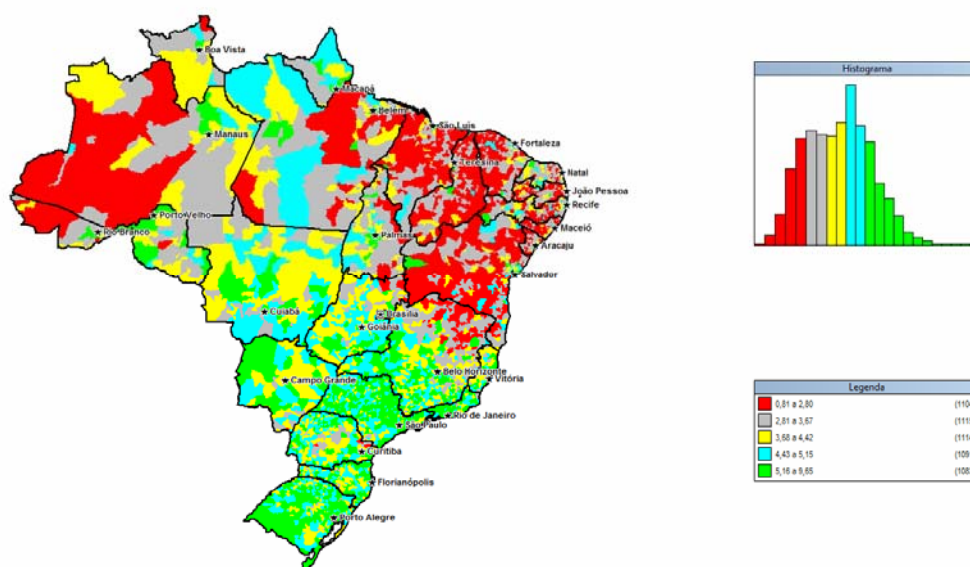 Boa Vista
Macapá
Belém
São Luís
Manaus
Fortaleza
Teresina
Natal
João Pessoa
Recife
Porto Velho
Maceió
Rio Branco
Palmas
Aracaju
Salvador
Cuiabá
Brasília
Goiânia
Belo Horizonte
Campo Grande
Vitória
Rio de Janeiro
São Paulo
Curitiba
Florianópolis
Porto Alegre
Histograma
Legenda
0,81 a 2,80
2,81 a 3,67
3,68 a 4,42
4,43 a 5,15
5,16 a 9,65